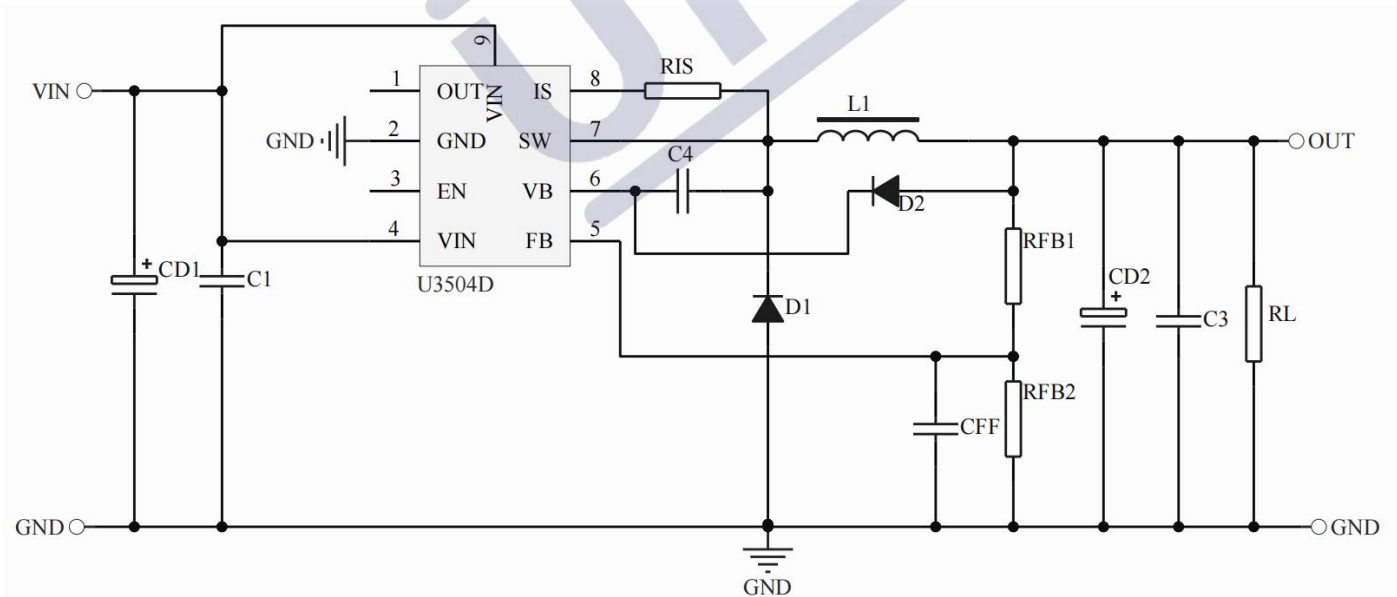 VIN
9
RIS
1
OUT
VIN
IS
8
L1
GND
2
GND
SW
7
OUT
C4
3
EN
VB
6
D2
4
VIN
FB
5
RFB1
U3504D
+
CD1
C1
D1
CD2
+
C3
RL
RFB2
CFF
GND
GND
GND